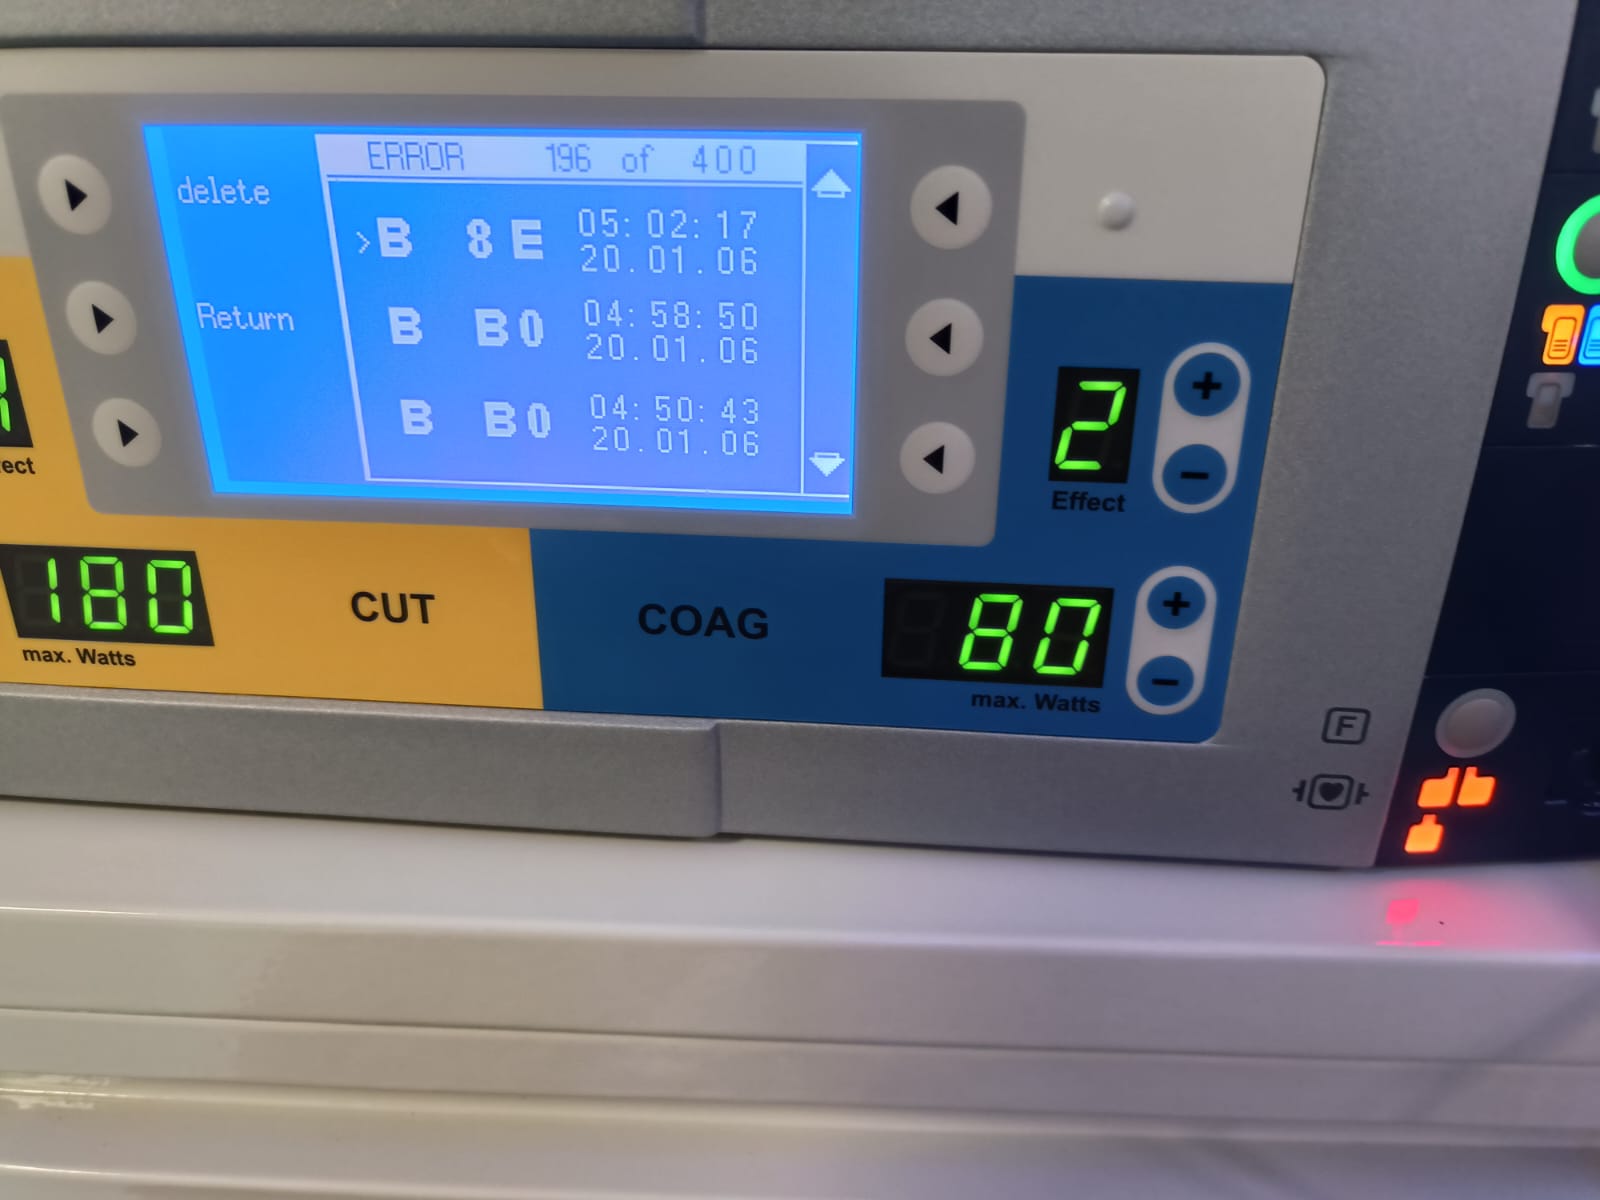 ERROR 196 of 400
delete
>B 8E 05:02:17
20.01.06
Return
B B0 04:58:50
20.01.06
B B0 04:50:43
20.01.06
2
Effect
180
max. Watts
CUT
COAG
80
max. Watts
F